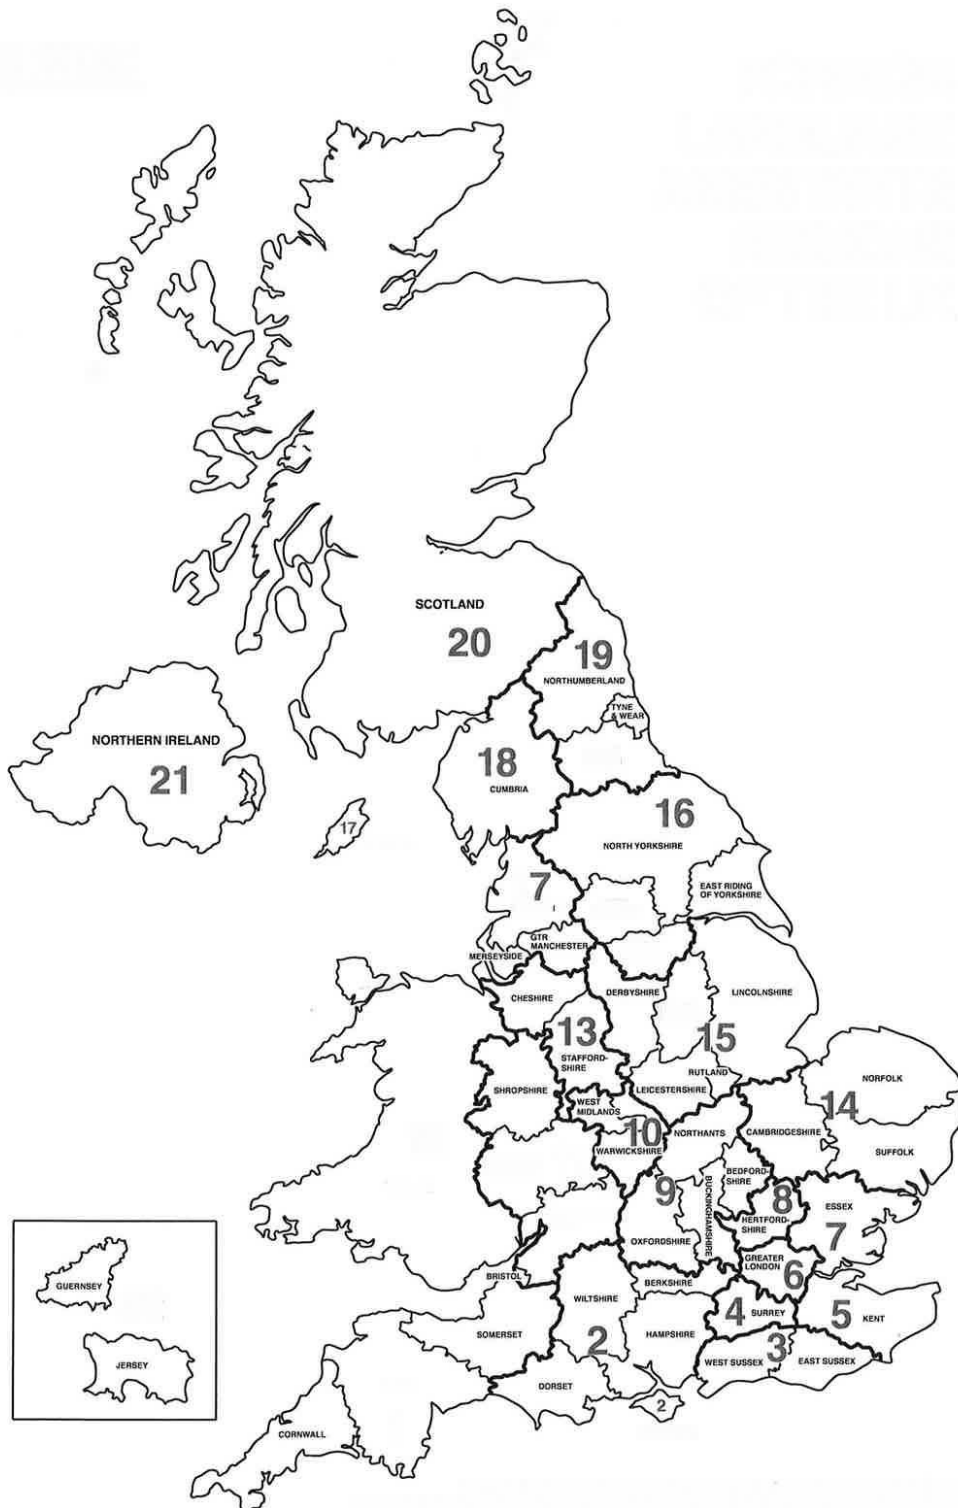 SCOTLAND
20
19
NORTHUMBERLAND
TYNE
& WEAR
NORTHERN IRELAND
21
18
CUMBRIA
17
16
NORTH YORKSHIRE
7
EAST RIDING
OF YORKSHIRE
GTR
MANCHESTER
MERSEYSIDE
CHESHIRE
DERBYSHIRE
LINCOLNSHIRE
13
STAFFORD-
SHIRE
15
RUTLAND
LEICESTERSHIRE
SHROPSHIRE
NORFOLK
14
CAMBRIDGESHIRE
SUFFOLK
WEST
MIDLANDS
10
WARWICKSHIRE
NORTHANTS
BEDFORD-
SHIRE
9
BUCKINGHAMSHIRE
OXFORDSHIRE
8
HERTFORD-
SHIRE
ESSEX
7
GREATER
LONDON
6
BRISTOL
BERKSHIRE
WILTSHIRE
2
HAMPSHIRE
4
SURREY
5
KENT
SOMERSET
WEST SUSSEX
3
EAST SUSSEX
DORSET
2
CORNWALL
GUERNSEY
JERSEY